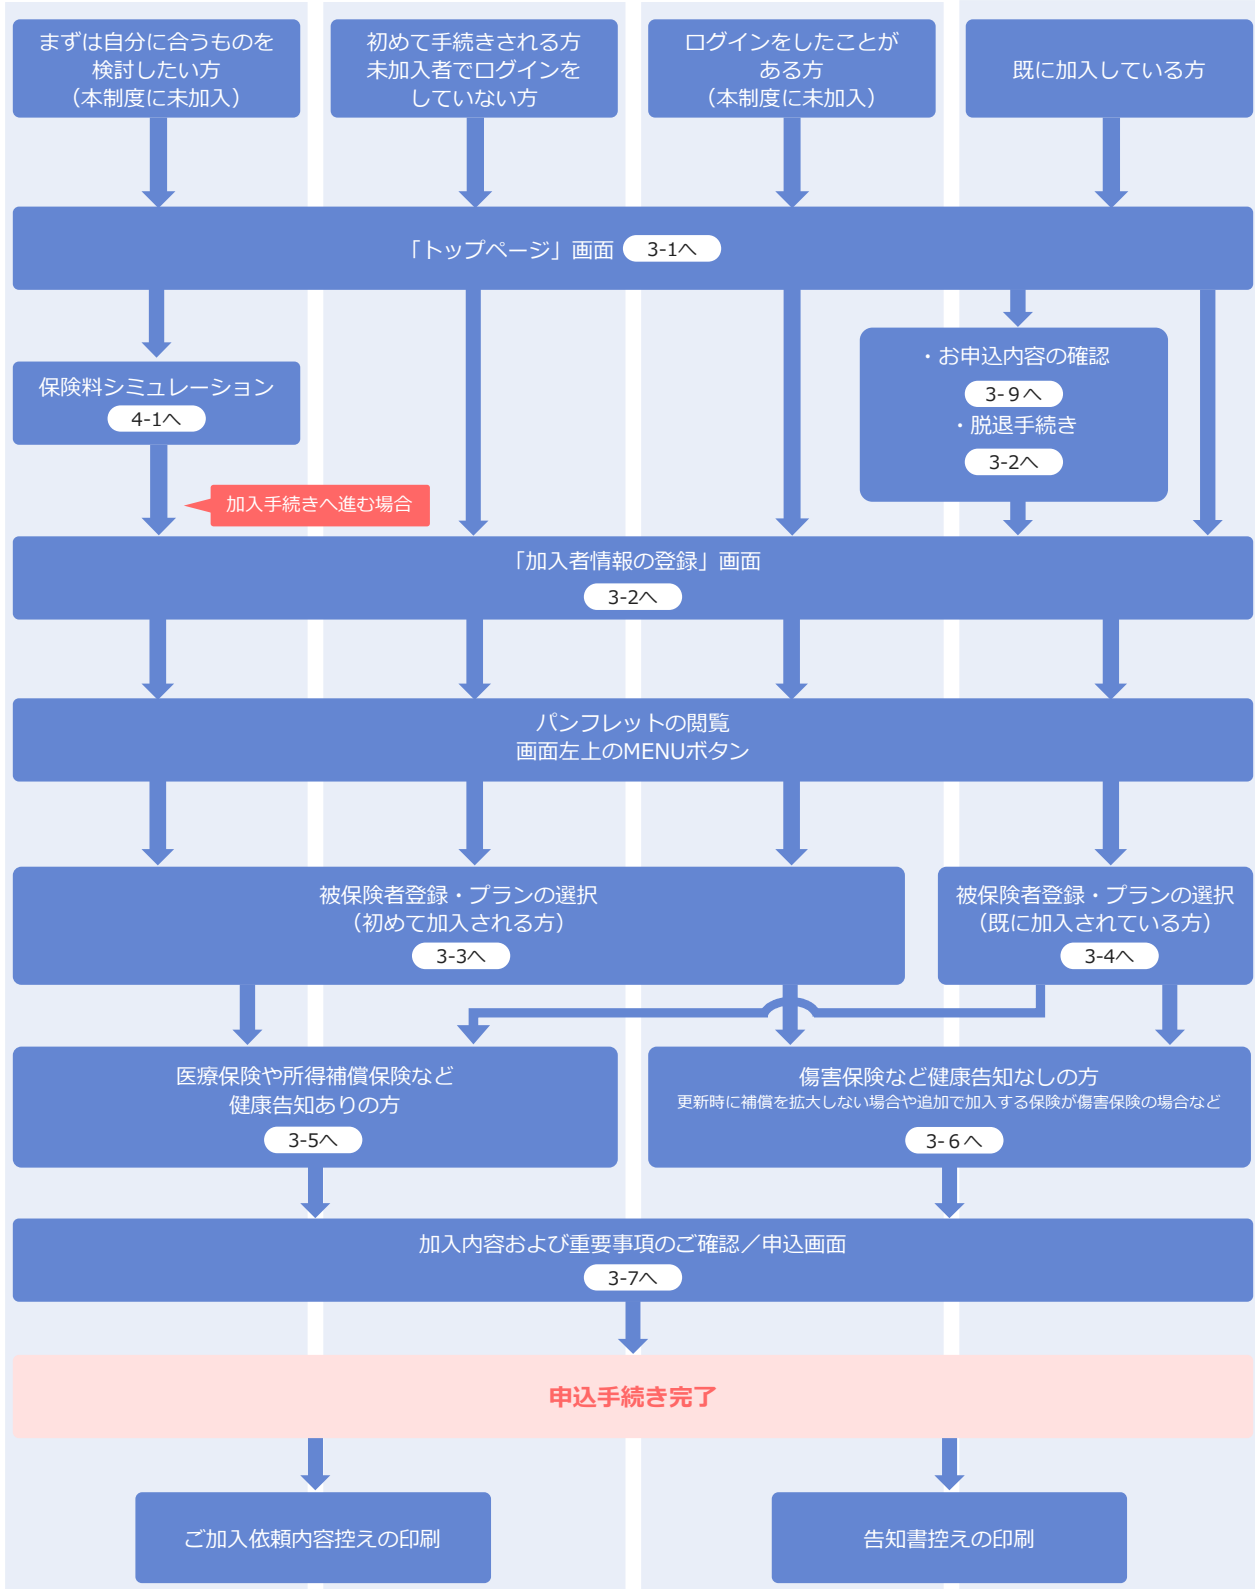 まずは自分に合うものを
検討したい方
（本制度に未加入）
初めて手続きされる方
未加入者でログインを
していない方
ログインをしたことが
ある方
（本制度に未加入）
既に加入している方
「トップページ」画面 3-1へ
保険料シミュレーション
4-1へ
・お申込内容の確認
3-９へ
・脱退手続き
3-2へ
加入手続きへ進む場合
「加入者情報の登録」画面
3-2へ
パンフレットの閲覧
画面左上のMENUボタン
被保険者登録・プランの選択
（初めて加入される方）
3-3へ
被保険者登録・プランの選択
（既に加入されている方）
3-4へ
医療保険や所得補償保険など
健康告知ありの方
3-5へ
傷害保険など健康告知なしの方
更新時に補償を拡大しない場合や追加で加入する保険が傷害保険の場合など
3-６へ
加入内容および重要事項のご確認／申込画面
3-7へ
申込手続き完了
ご加入依頼内容控えの印刷
告知書控えの印刷